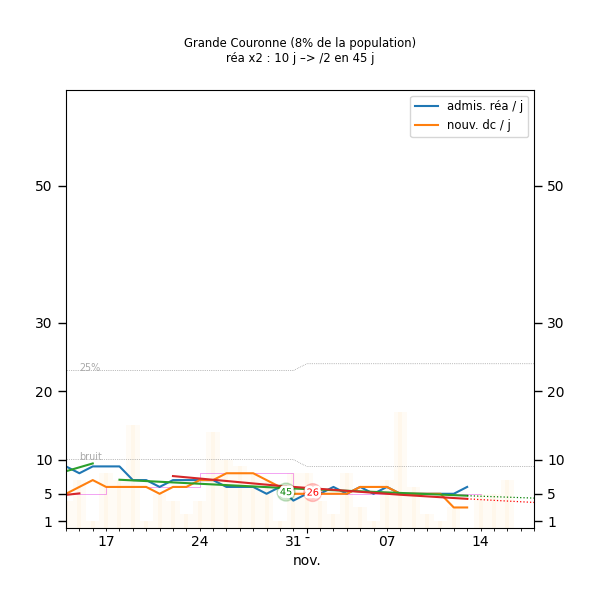 Grande Couronne (8% de la population)
réa x2 : 10 j –> /2 en 45 j
admis. réa / j
nouv. dc / j
50 50
30 30
25%
20 20
bruit
10 10
45 26
5 5
1 1
17 24 31 - 07 14
nov.